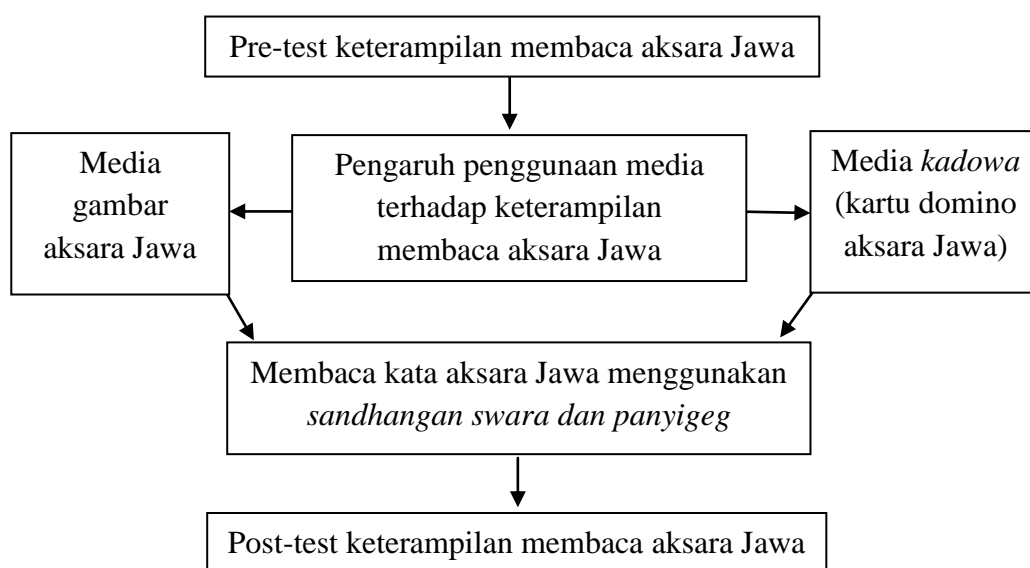 Pre-test keterampilan membaca aksara Jawa
Media
gambar
aksara Jawa
Pengaruh penggunaan media
terhadap keterampilan
membaca aksara Jawa
Media kadowa
(kartu domino
aksara Jawa)
Membaca kata aksara Jawa menggunakan
sandhangan swara dan panyigeg
Post-test keterampilan membaca aksara Jawa